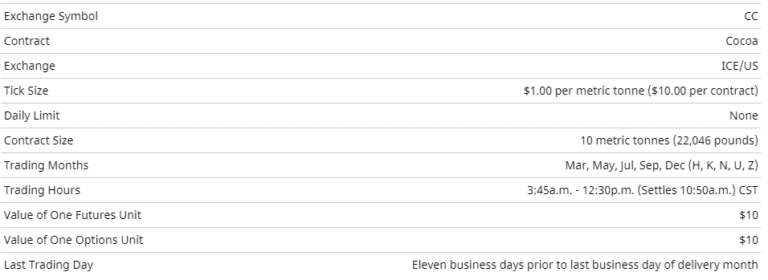 Exchange Symbol CC
Contract Cocoa
Exchange ICE/US
Tick Size $1.00 per metric tonne ($10.00 per contract)
Daily Limit None
Contract Size 10 metric tonnes (22,046 pounds)
Trading Months Mar, May, Jul, Sep, Dec (H, K, N, U, Z)
Trading Hours 3:45a.m. - 12:30p.m. (Settles 10:50a.m.) CST
Value of One Futures Unit $10
Value of One Options Unit $10
Last Trading Day Eleven business days prior to last business day of delivery month